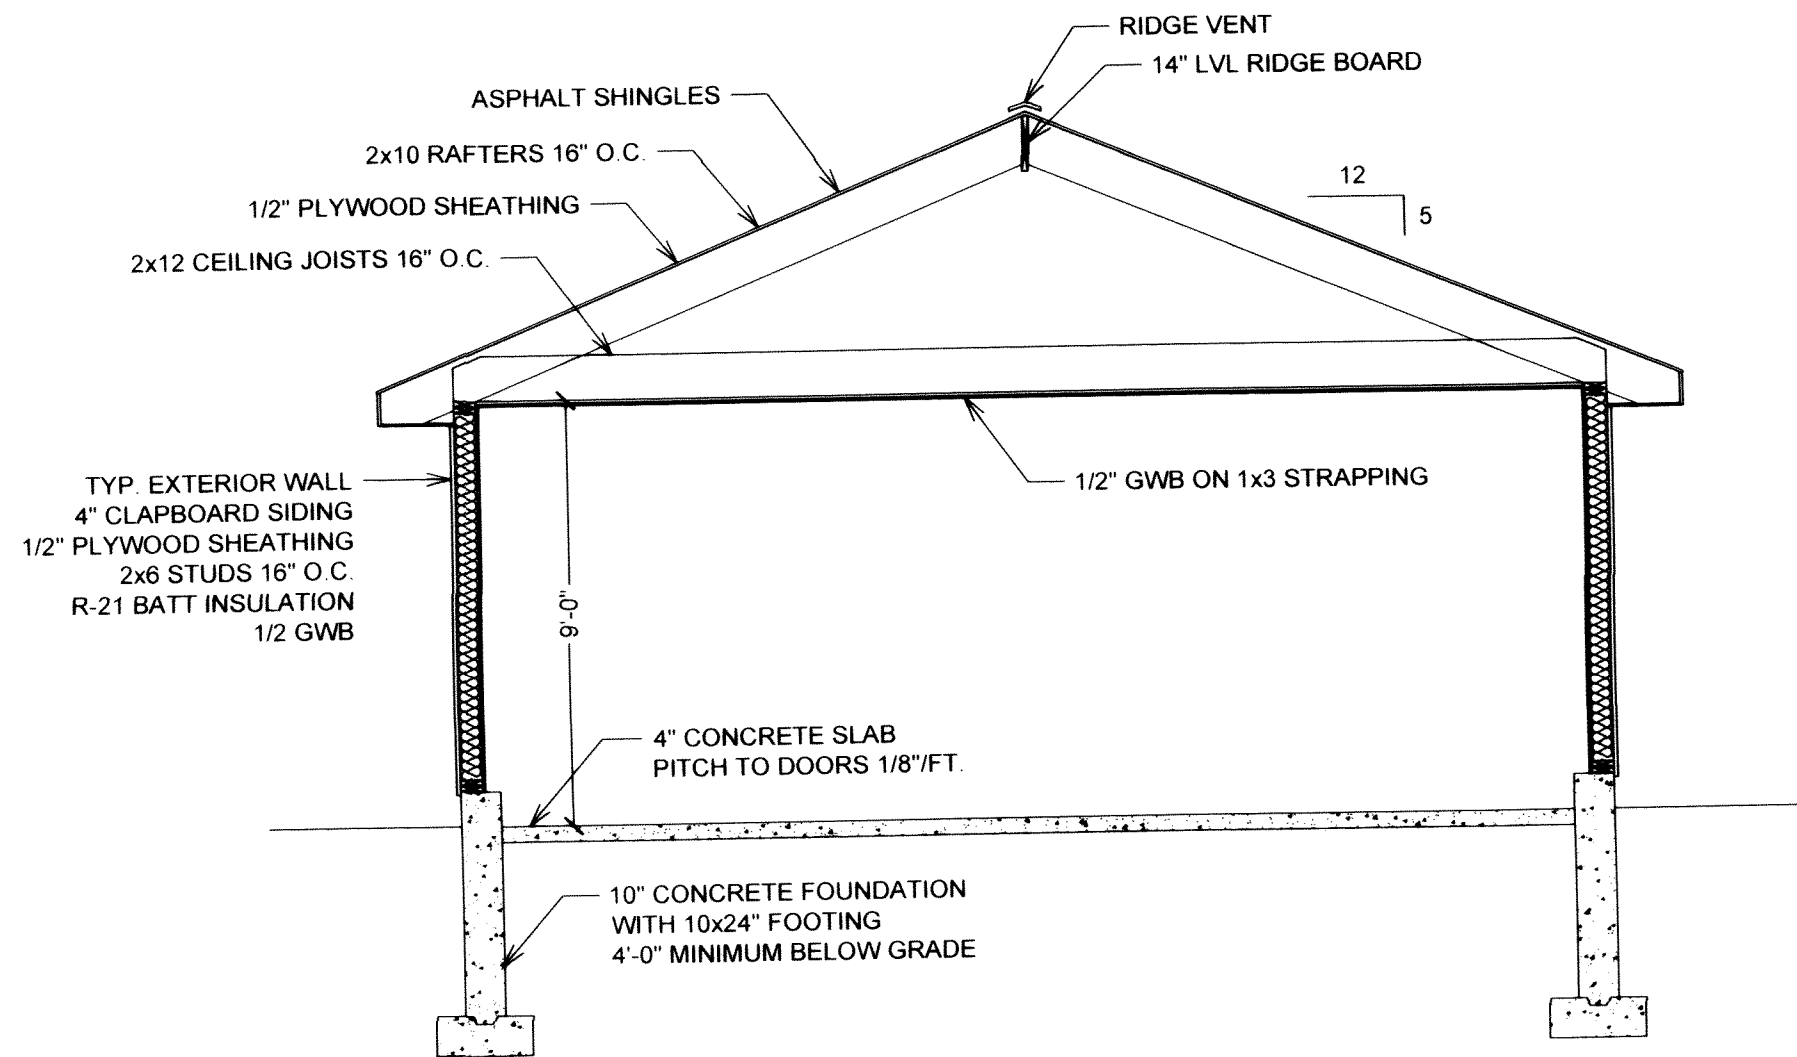 RIDGE VENT
14" LVL RIDGE BOARD
ASPHALT SHINGLES
2x10 RAFTERS 16" O.C.
1/2" PLYWOOD SHEATHING
2x12 CEILING JOISTS 16" O.C.
12
5
1/2" GWB ON 1x3 STRAPPING
TYP. EXTERIOR WALL
4" CLAPBOARD SIDING
1/2" PLYWOOD SHEATHING
2x6 STUDS 16" O.C.
R-21 BATT INSULATION
1/2 GWB
9'-0"
4" CONCRETE SLAB
PITCH TO DOORS 1/8"/FT.
10" CONCRETE FOUNDATION
WITH 10x24" FOOTING
4'-0" MINIMUM BELOW GRADE